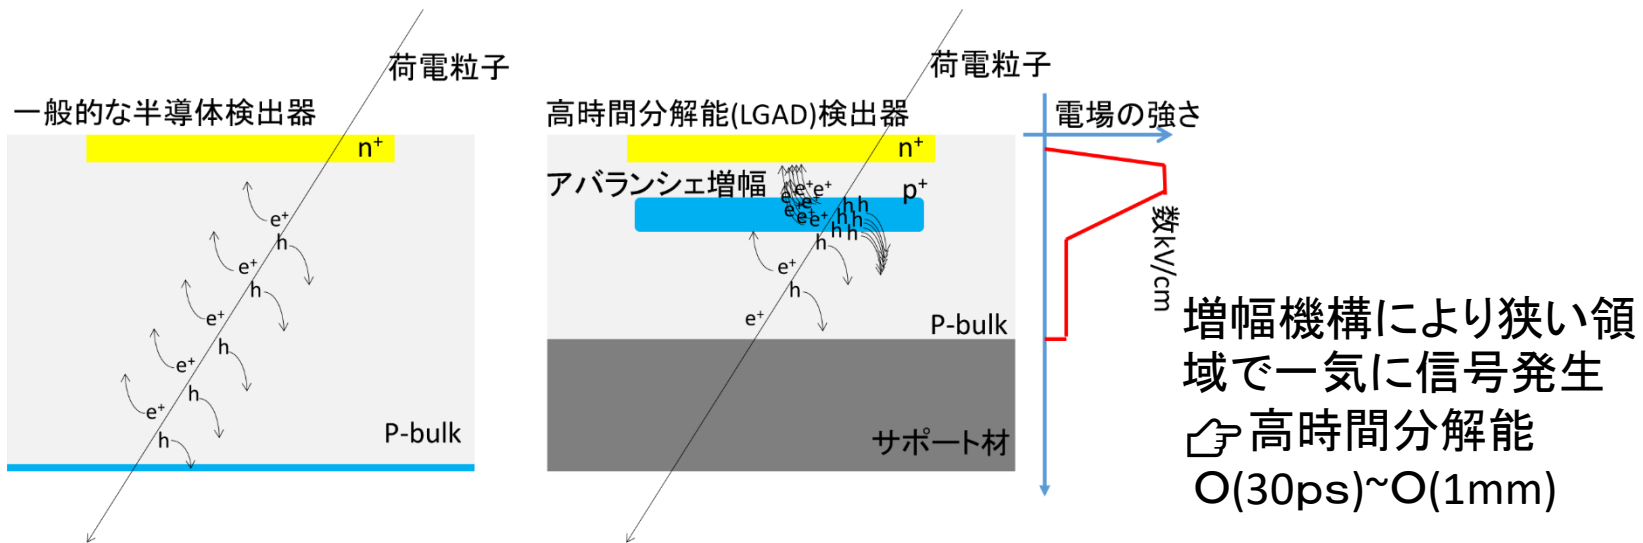 荷電粒子
一般的な半導体検出器
n⁺
e⁺
h
e⁺
h
e⁺
h
e⁺
h
e⁺
h
P-bulk
荷電粒子
高時間分解能(LGAD)検出器
n⁺
アバランシェ増幅
p⁺
e⁺ e⁺
e e⁺
e⁺ e⁺ e⁺
h h
h h
h h
h
e⁺
h
e⁺
P-bulk
サポート材
電場の強さ
数kV/cm
増幅機構により狭い領
域で一気に信号発生
👉高時間分解能
O(30ps)~O(1mm)